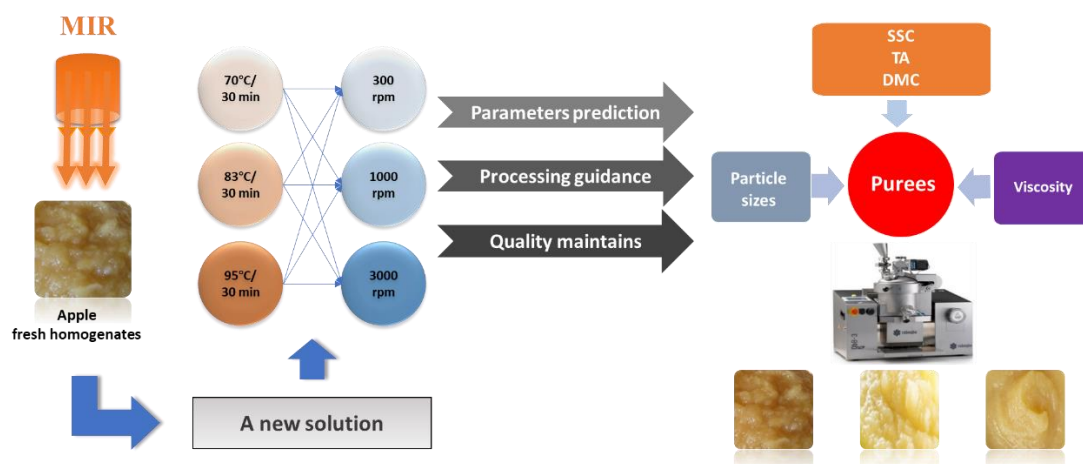 MIR
Apple
fresh homogenates
70°C/
30 min
83°C/
30 min
95°C/
30 min
300
rpm
1000
rpm
3000
rpm
A new solution
Parameters prediction
Processing guidance
Quality maintains
SSC
TA
DMC
Particle
sizes
Purees
Viscosity